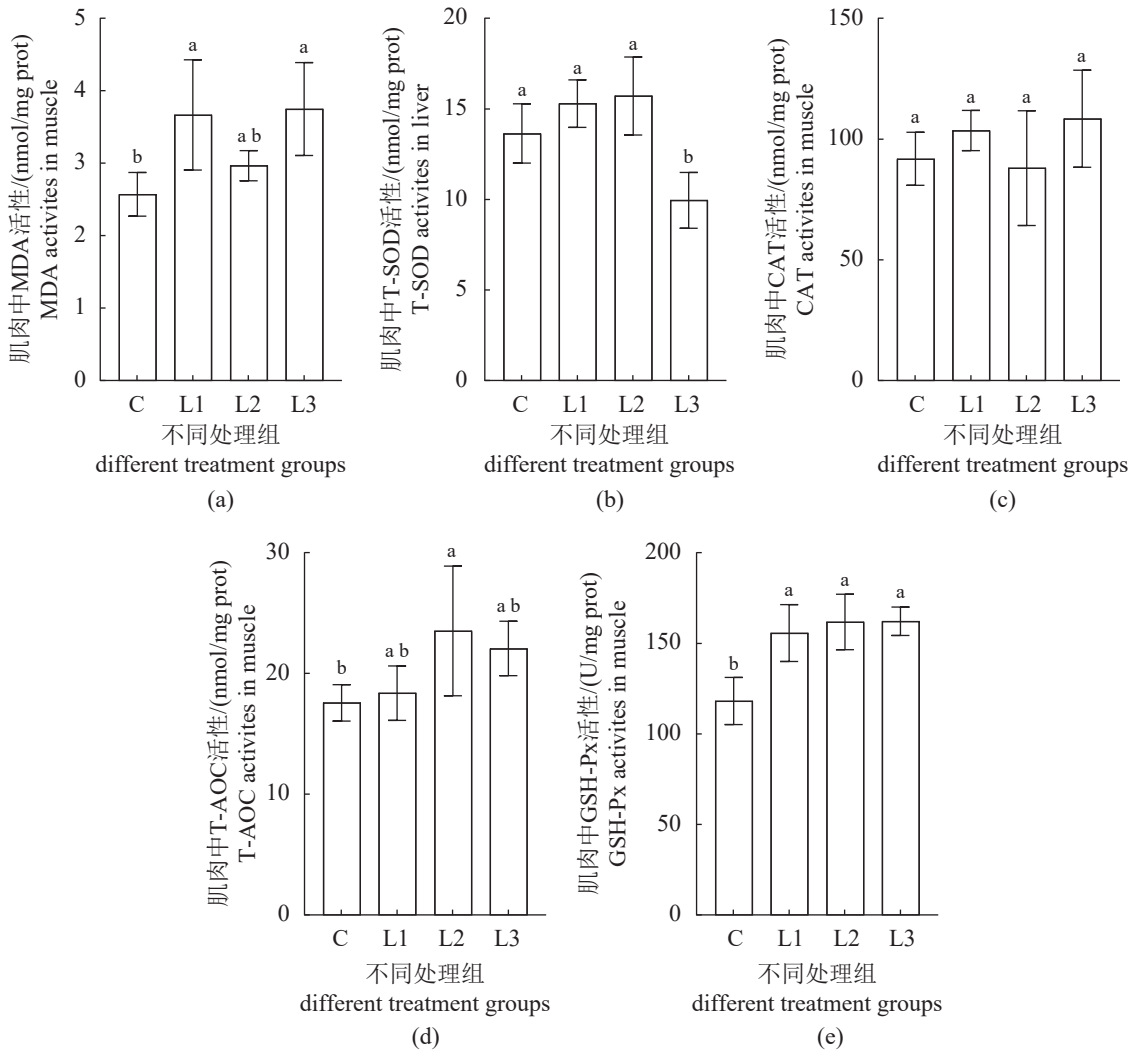 肌肉中MDA活性/(nmol/mg prot)
MDA activites in muscle
5
4
3
2
1
0
b
a
a b
a
C L1 L2 L3
不同处理组
different treatment groups
(a)
肌肉中T-SOD活性/(nmol/mg prot)
T-SOD activites in liver
20
15
10
5
0
a
a
a
b
C L1 L2 L3
不同处理组
different treatment groups
(b)
肌肉中CAT活性/(nmol/mg prot)
CAT activites in muscle
150
100
50
0
a
a
a
a
C L1 L2 L3
不同处理组
different treatment groups
(c)
肌肉中T-AOC活性/(nmol/mg prot)
T-AOC activites in muscle
30
20
10
0
b
a b
a
a b
C L1 L2 L3
不同处理组
different treatment groups
(d)
肌肉中GSH-Px活性/(U/mg prot)
GSH-Px activites in muscle
200
150
100
50
0
b
a
a
a
C L1 L2 L3
不同处理组
different treatment groups
(e)